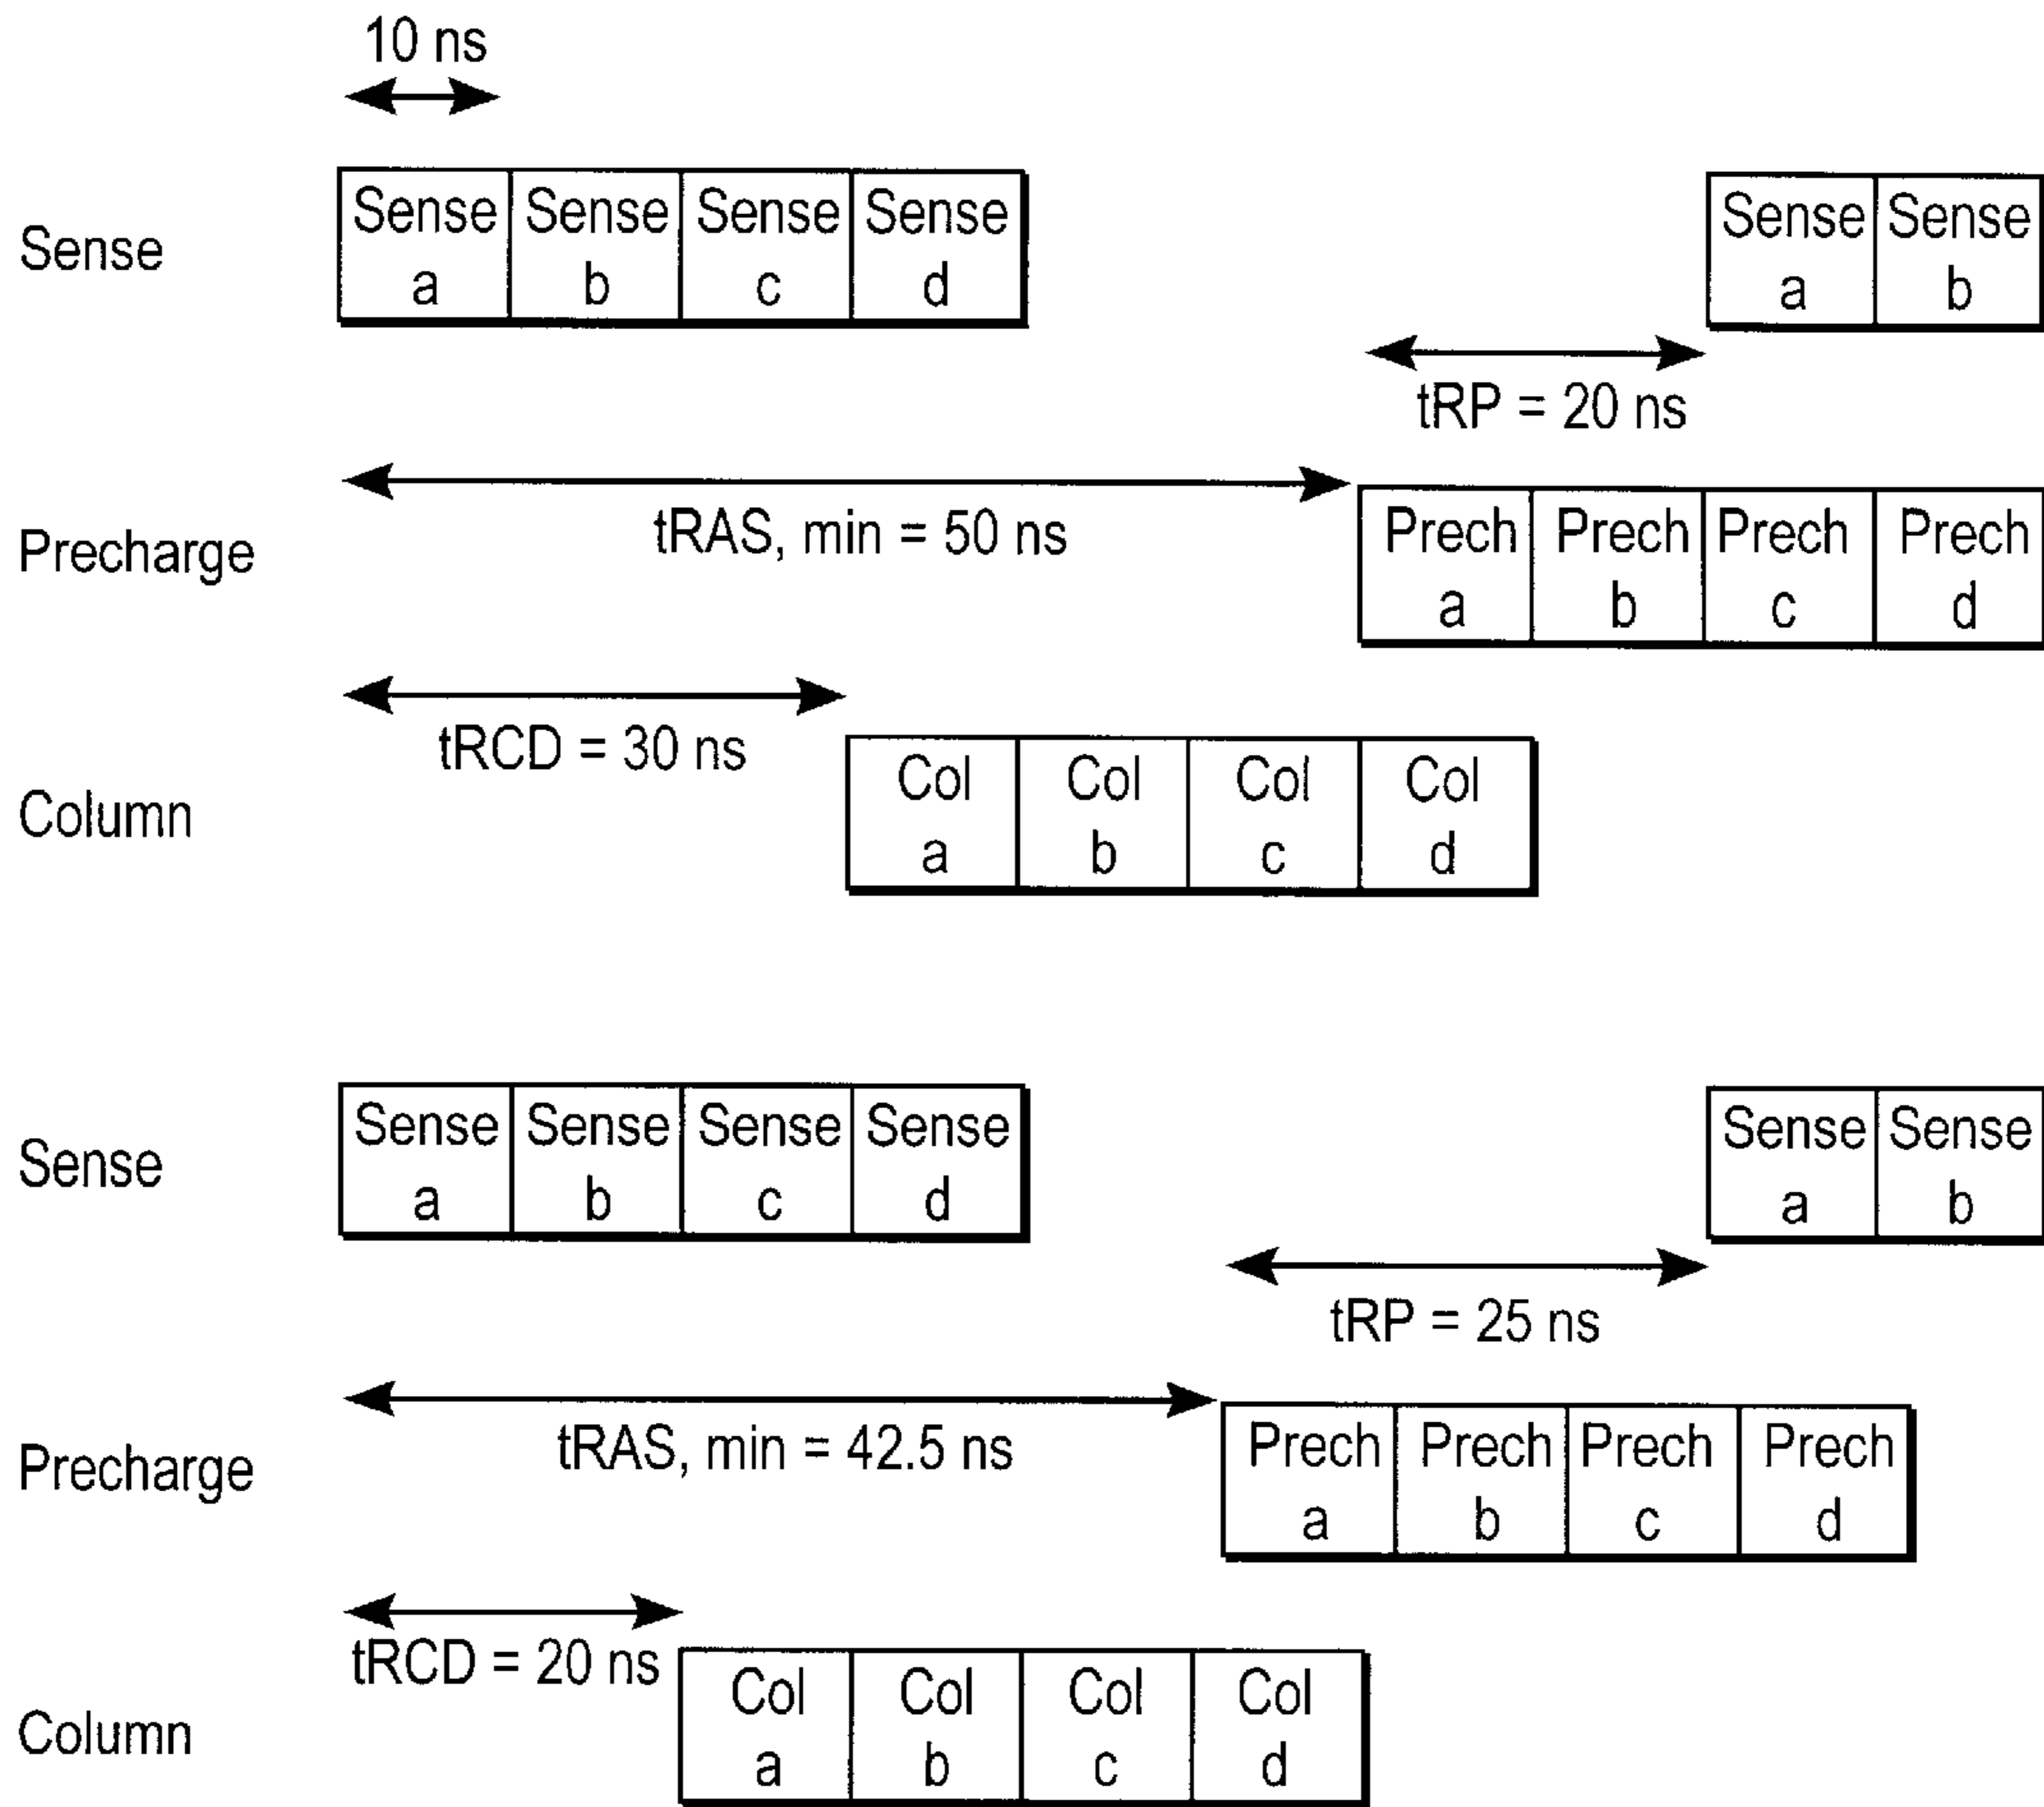 10 ns
Sense
Sense a
Sense b
Sense c
Sense d
Sense a
Sense b
tRP = 20 ns
Precharge
tRAS, min = 50 ns
Prech a
Prech b
Prech c
Prech d
tRCD = 30 ns
Column
Col a
Col b
Col c
Col d
Sense
Sense a
Sense b
Sense c
Sense d
Sense a
Sense b
tRP = 25 ns
Precharge
tRAS, min = 42.5 ns
Prech a
Prech b
Prech c
Prech d
tRCD = 20 ns
Column
Col a
Col b
Col c
Col d